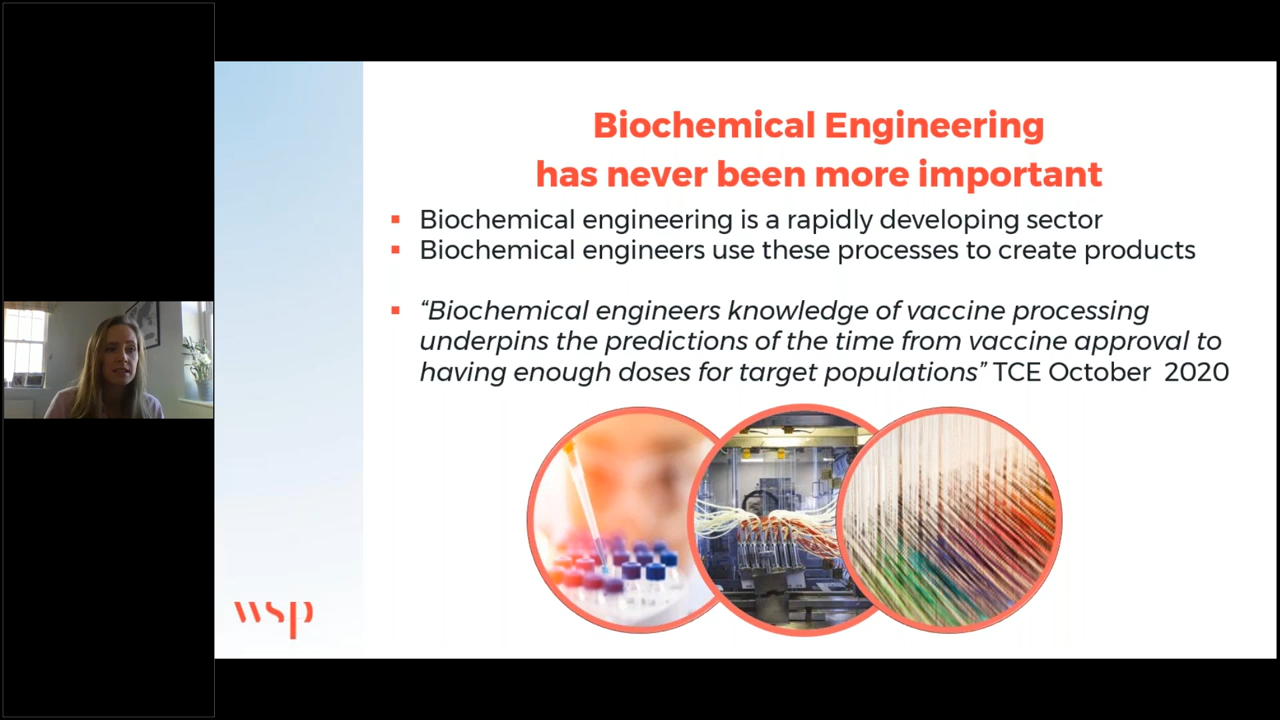 Biochemical Engineering
has never been more important
Biochemical engineering is a rapidly developing sector
Biochemical engineers use these processes to create products
“Biochemical engineers knowledge of vaccine processing
underpins the predictions of the time from vaccine approval to
having enough doses for target populations” TCE October 2020
wsp